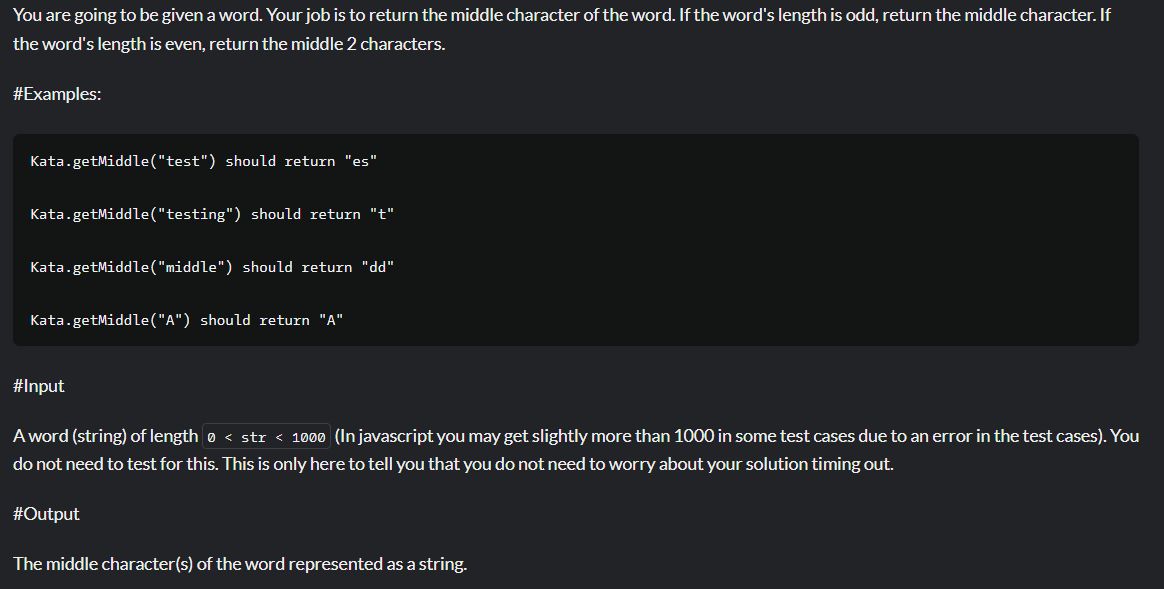 You are going to be given a word. Your job is to return the middle character of the word. If the word's length is odd, return the middle character. If
the word's length is even, return the middle 2 characters.
#Examples:
Kata.getMiddle("test") should return "es"
Kata.getMiddle("testing") should return "t"
Kata.getMiddle("middle") should return "dd"
Kata.getMiddle("A") should return "A"
#Input
A word (string) of length 0 < str < 1000 (In javascript you may get slightly more than 1000 in some test cases due to an error in the test cases). You
do not need to test for this. This is only here to tell you that you do not need to worry about your solution timing out.
#Output
The middle character(s) of the word represented as a string.